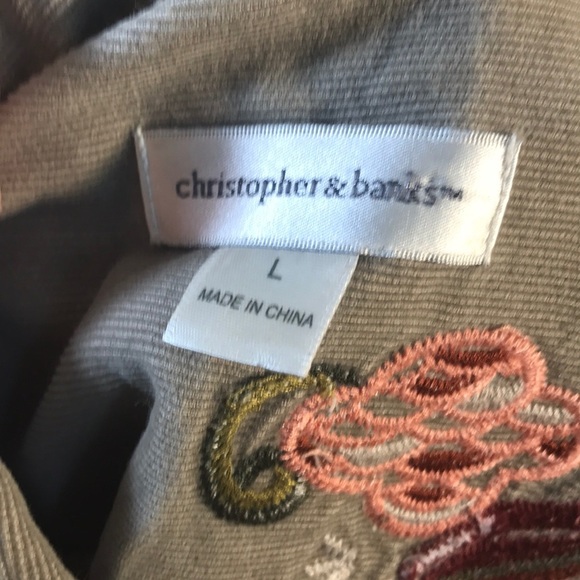 christopher & banks™
L
MADE IN CHINA